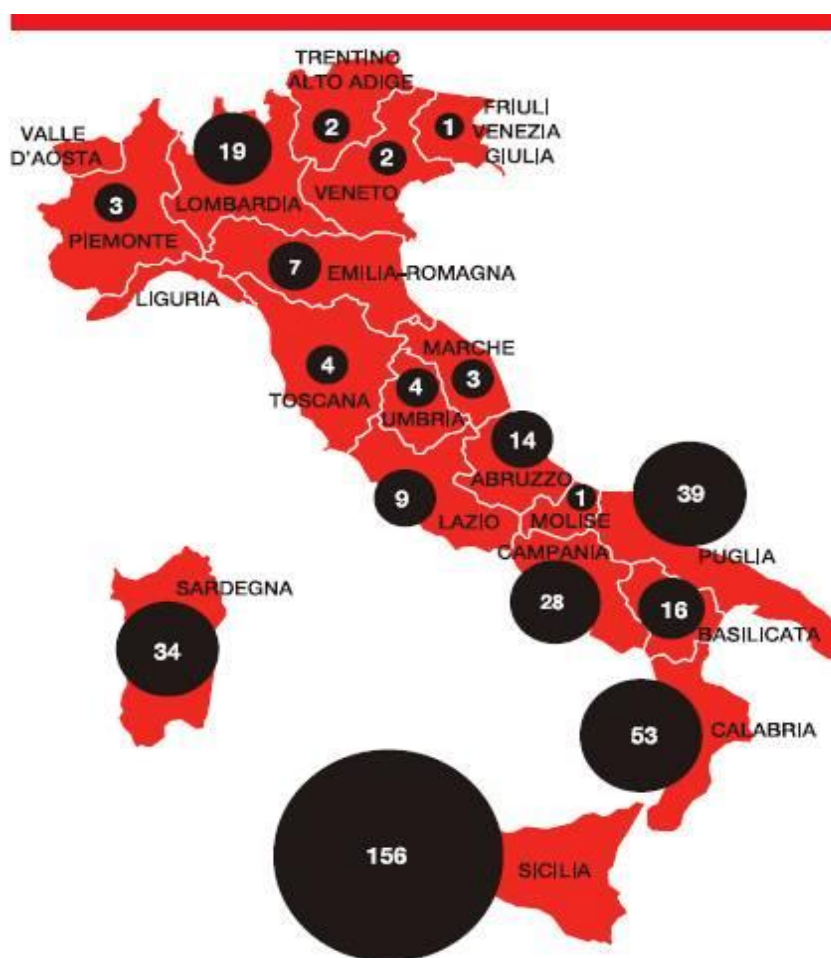 TRENTINO
ALTO ADIGE
2
FRIULI
VENEZIA
GIULIA
1
VALLE
D'AOSTA
19
2
VENETO
LOMBARDIA
3
PIEMONTE
7
EMILIA-ROMAGNA
LIGURIA
MARCHE
4
4
3
TOSCANA
UMBRIA
14
ABRUZZO
39
9
1
LAZIO
MOLISE
CAMPANIA
PUGLIA
SARDEGNA
28
16
BASILICATA
34
53
CALABRIA
156
SICILIA